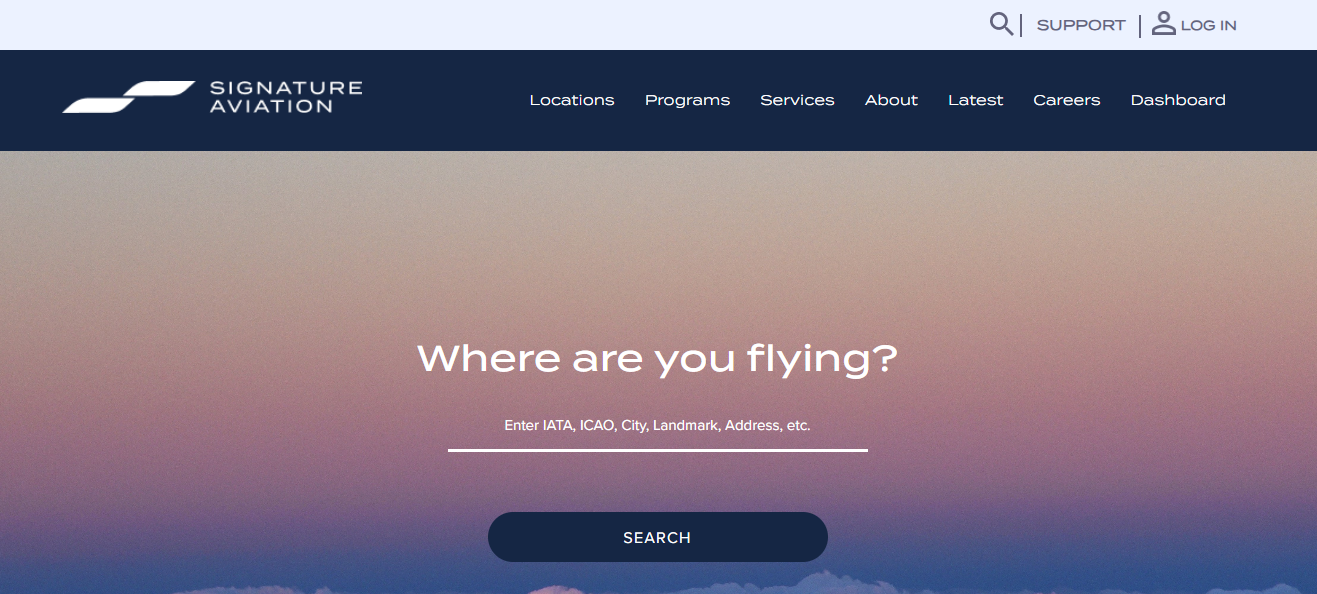 SUPPORT
LOG IN
SIGNATURE
AVIATION
Locations Programs Services About Latest Careers Dashboard
Where are you flying?
Enter IATA, ICAO, City, Landmark, Address, etc.
SEARCH